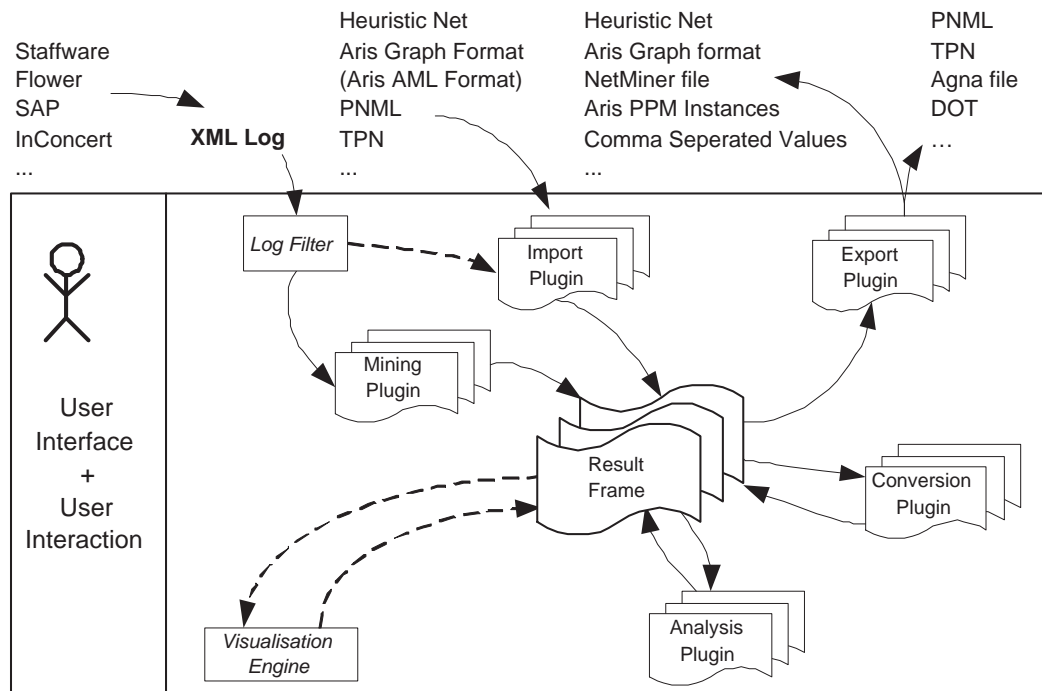 Staffware
Flower
SAP
InConcert
...
XML Log
Heuristic Net
Aris Graph Format
(Aris AML Format)
PNML
TPN
...
Heuristic Net
Aris Graph format
NetMiner file
Aris PPM Instances
Comma Seperated Values
...
PNML
TPN
Agna file
DOT
...
Log Filter
Import
Plugin
Export
Plugin
Mining
Plugin
User
Interface
+
User
Interaction
Result
Frame
Conversion
Plugin
Visualisation
Engine
Analysis
Plugin